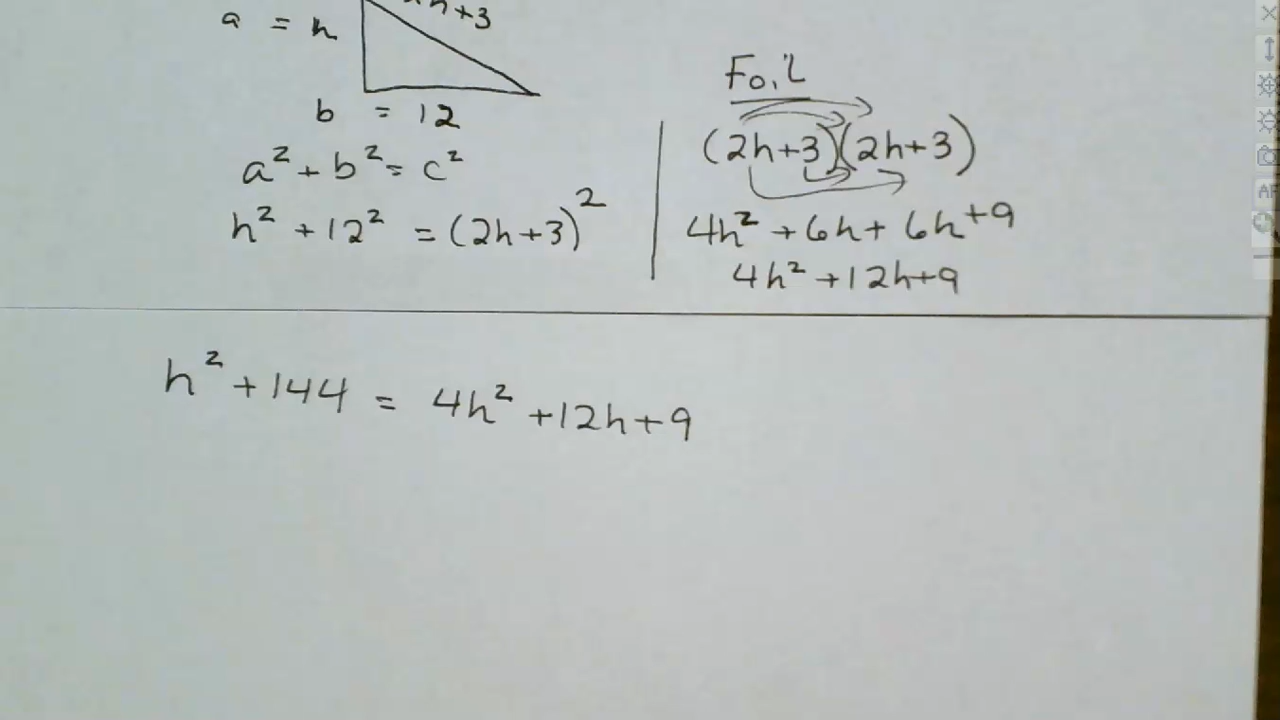 a = h
b = 12
a² + b² = c²
h² + 12² = (2h+3)²
Foil
(2h+3)(2h+3)
4h² + 6h + 6h + 9
4h² + 12h + 9
h² + 144 = 4h² + 12h + 9